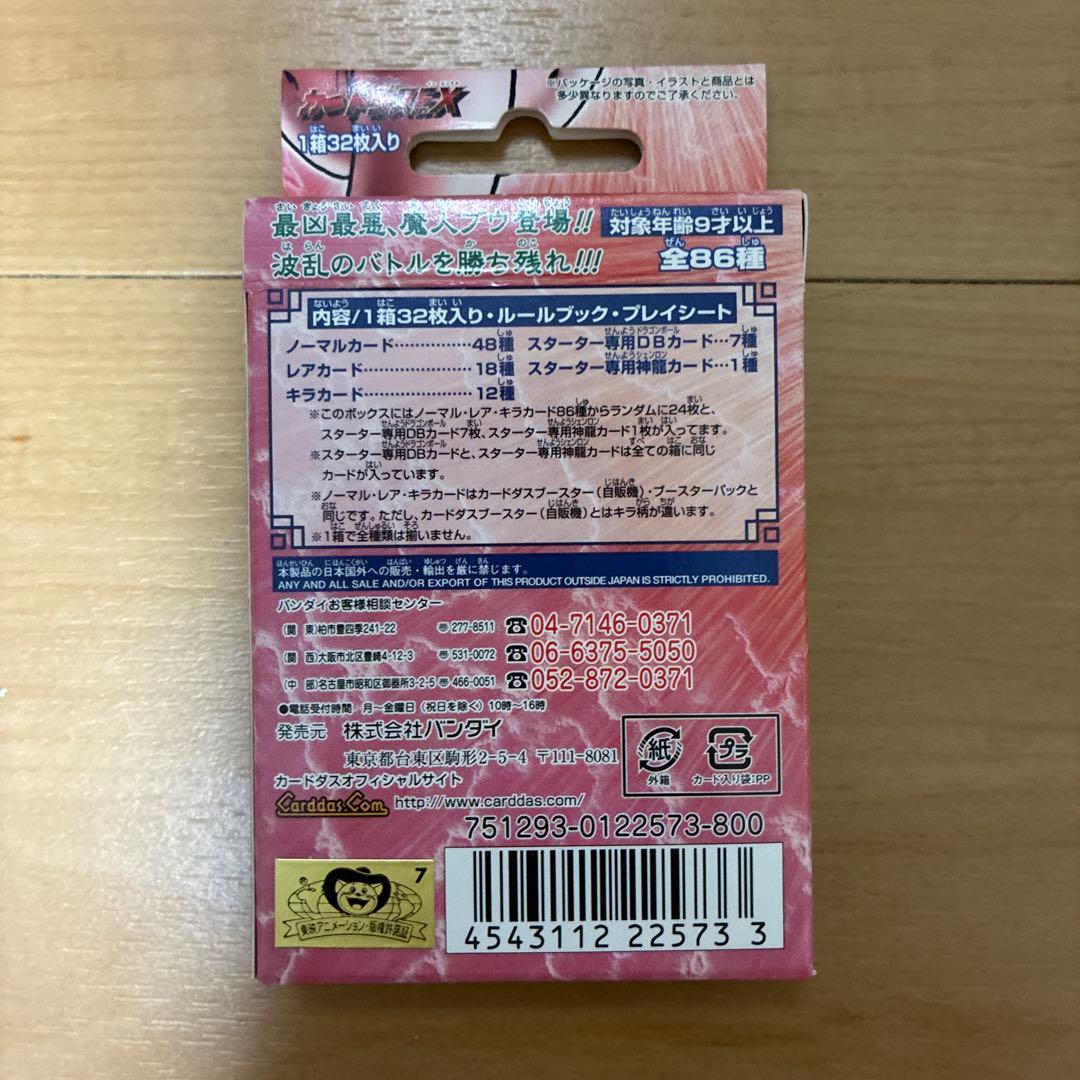 ※パッケージの写真・イラストと商品とは
多少異なりますのでご了承ください。
1箱32枚入り
最凶最悪、魔人ブウ登場!!
波乱のバトルを勝ち残れ!!!
対象年齢9才以上
全86種
内容/1箱32枚入り・ルールブック・プレイシート
ノーマルカード……………48種
レアカード…………………18種
キラカード…………………12種
スターター専用DBカード…7種
スターター専用神龍カード…1種
※このボックスにはノーマル・レア・キラカード86種からランダムに24枚と、
スターター専用DBカード7枚、スターター専用神龍カード1枚が入ってます。
※スターター専用DBカードと、スターター専用神龍カードは全ての箱に同じ
カードが入っています。
※ノーマル・レア・キラカードはカードダスブースター(自販機)・ブースターパックと
同じです。ただし、カードダスブースター(自販機)とはキラ柄が違います。
※1箱で全種類は揃いません。
本製品の日本国外への販売・輸出を厳に禁じます。
ANY AND ALL SALE AND/OR EXPORT OF THIS PRODUCT OUTSIDE JAPAN IS STRICTLY PROHIBITED.
バンダイお客様相談センター
(関 東)柏市豊四季241-22 〠277-8511 ☎04-7146-0371
(関 西)大阪市北区豊崎4-12-3 〠531-0072 ☎06-6375-5050
(中 部)名古屋市昭和区御器所3-2-5 〠466-0051 ☎052-872-0371
●電話受付時間 月〜金曜日(祝日を除く)10時〜16時
発売元 株式会社バンダイ
東京都台東区駒形2-5-4 〒111-8081
カードダスオフィシャルサイト
Carddas.Com http://www.carddas.com/
紙
外箱
プラ
カード入り袋:PP
751293-0122573-800
7
東映アニメーション・版権許諾証
4543112 22573 3